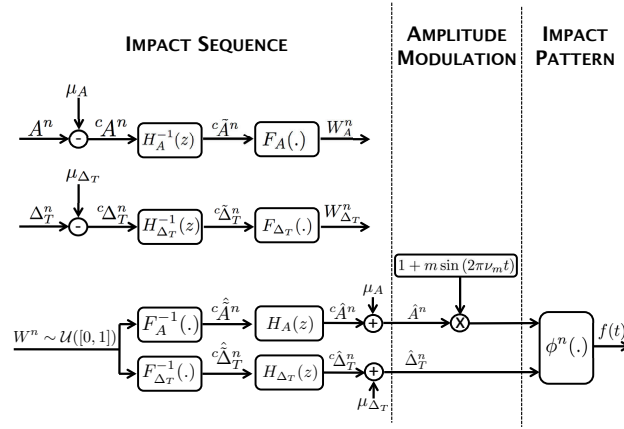 IMPACT SEQUENCE
AMPLITUDE MODULATION
IMPACT PATTERN
μ_A
A^n - ^cA^n H_A^{-1}(z) ^c\tilde{A}^n F_A(.) W_A^n
μ_{Δ_T}
Δ_T^n - ^cΔ_T^n H_{Δ_T}^{-1}(z) ^c\tilde{Δ}_T^n F_{Δ_T}(.) W_{Δ_T}^n
1 + m sin (2πν_m t)
μ_A
F_A^{-1}(.) ^c\hat{\tilde{A}}^n H_A(z) ^c\hat{A}^n + \hat{A}^n X
W^n ∼ U([0, 1])
φ^n(.) f(t)
F_{Δ_T}^{-1}(.) ^c\hat{\tilde{Δ}}_T^n H_{Δ_T}(z) ^c\hat{Δ}_T^n + \hat{Δ}_T^n
μ_{Δ_T}